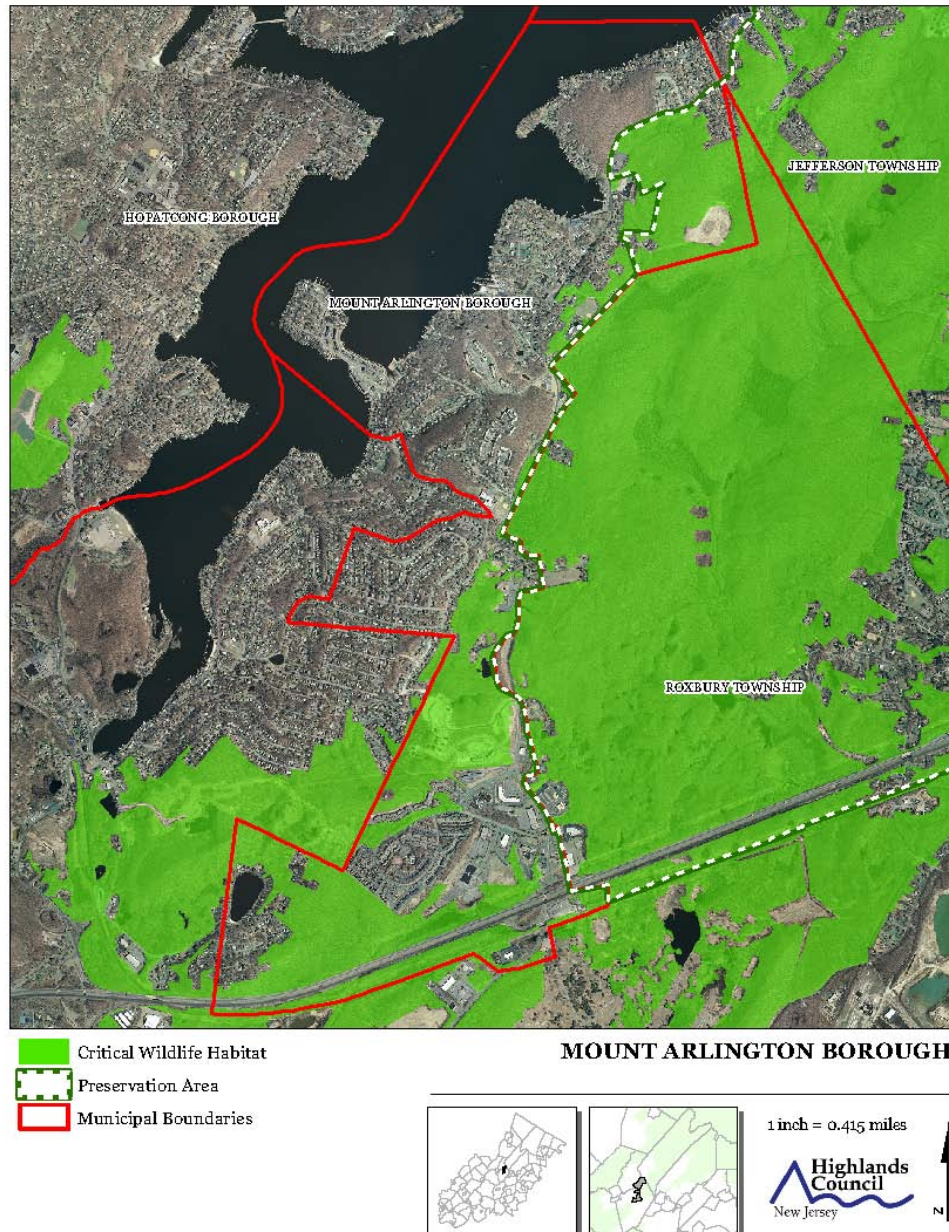 JEFFERSON TOWNSHIP
HOPATCONG BOROUGH
MOUNT ARLINGTON BOROUGH
ROXBURY TOWNSHIP
Critical Wildlife Habitat
Preservation Area
Municipal Boundaries
MOUNT ARLINGTON BOROUGH
1 inch = 0.415 miles
Highlands
Council
New Jersey
N